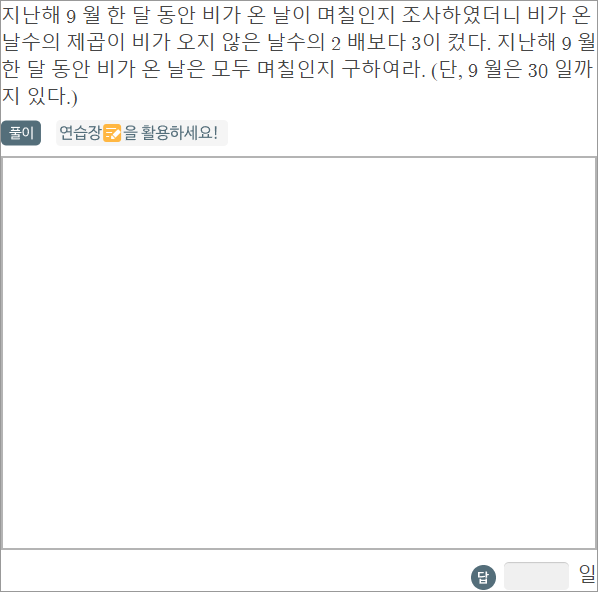 지난해 9 월 한 달 동안 비가 온 날이 며칠인지 조사하였더니 비가 온
날수의 제곱이 비가 오지 않은 날수의 2 배보다 3이 컸다. 지난해 9 월
한 달 동안 비가 온 날은 모두 며칠인지 구하여라. (단, 9 월은 30 일까
지 있다.)
풀이 연습장을 활용하세요!
답 일